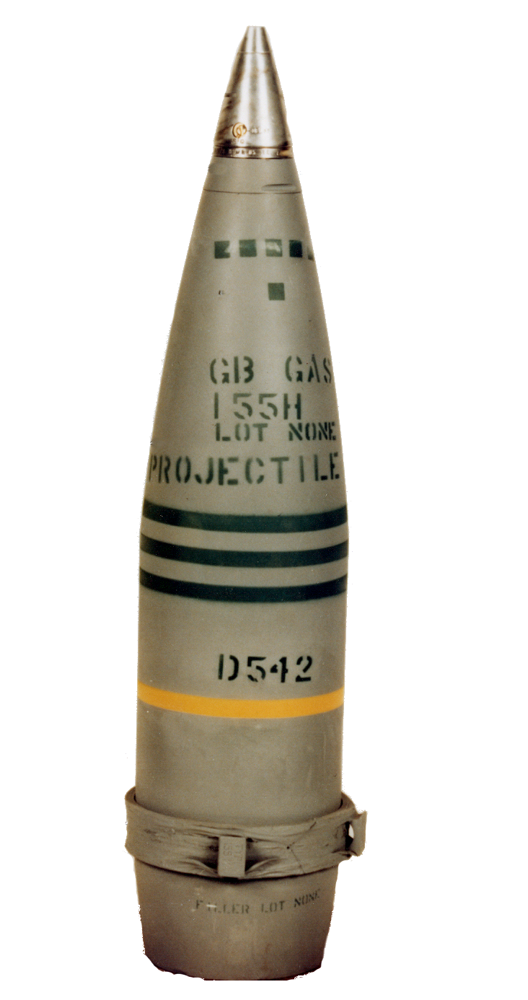 GB GAS
155H
LOT NONE
PROJECTILE
D542
FILLER LOT NONE